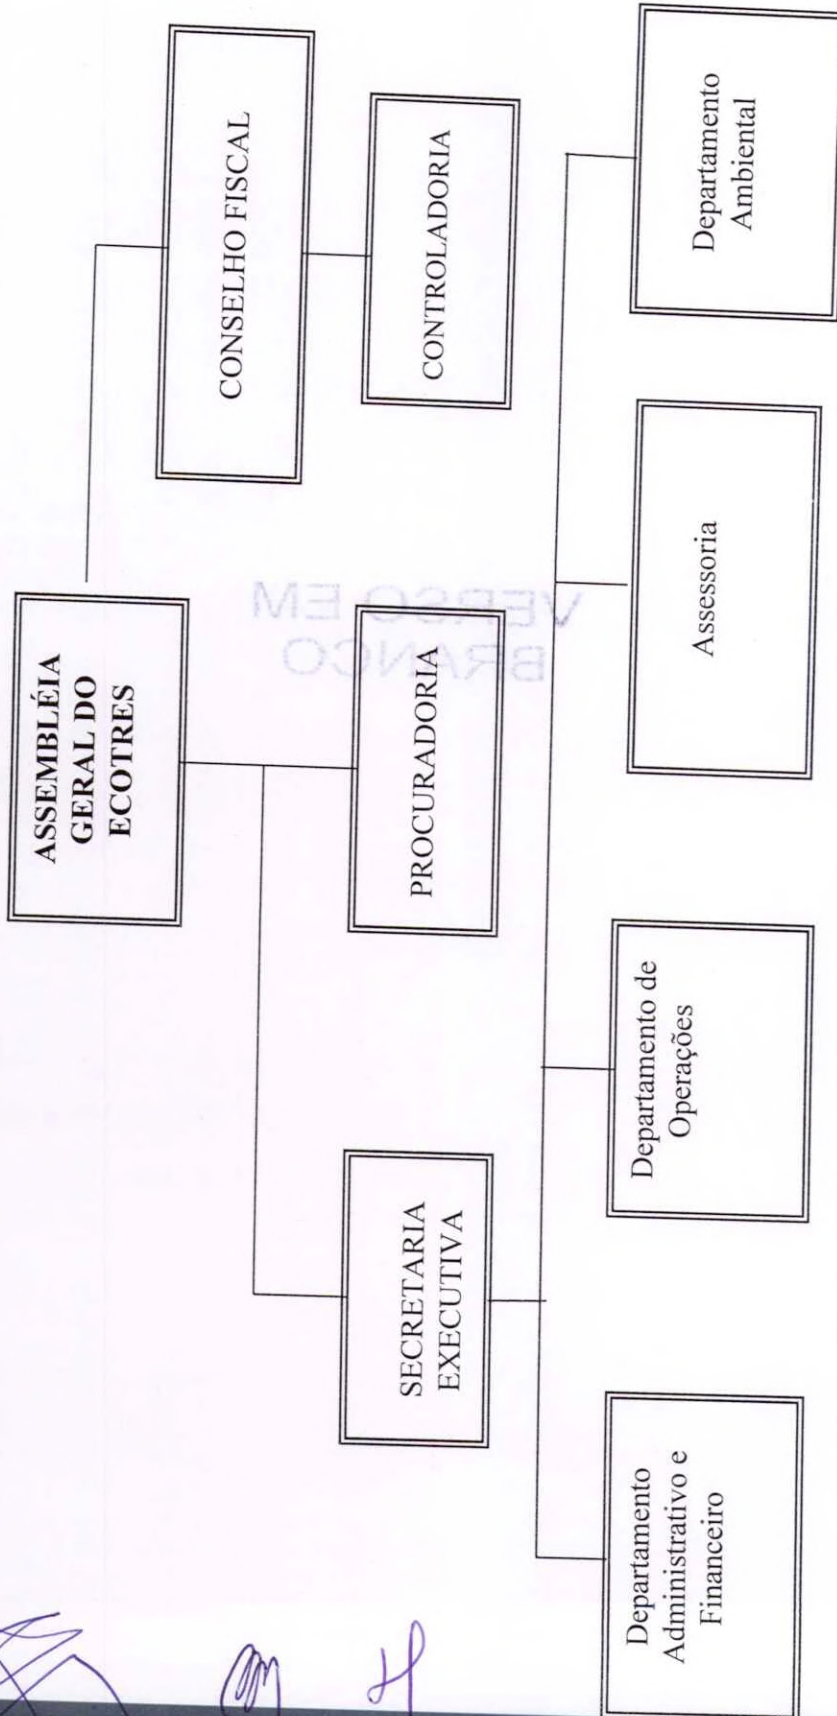 ASSEMBLÉIA
GERAL DO
ECOTRES
CONSELHO FISCAL
CONTROLADORIA
PROCURADORIA
SECRETARIA
EXECUTIVA
Departamento
Administrativo e
Financeiro
Departamento de
Operações
Assessoria
Departamento
Ambiental
VERSO EM
BRANCO